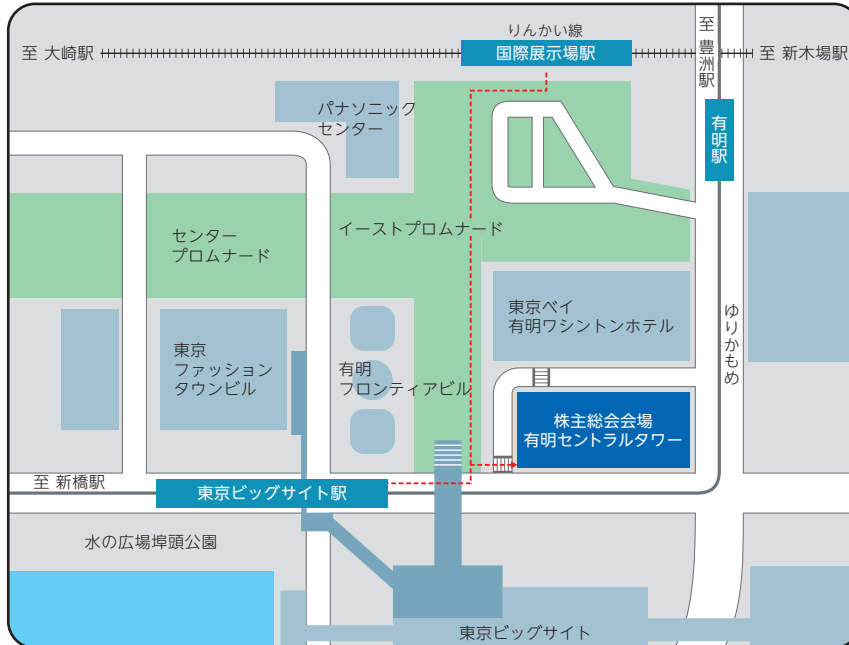 りんかい線
至 大崎駅
国際展示場駅
至 豊洲駅
至 新木場駅
パナソニック
センター
有明駅
センター
プロムナード
イーストプロムナード
東京ベイ
有明ワシントンホテル
ゆりかもめ
東京
ファッション
タウンビル
有明
フロンティアビル
株主総会会場
有明セントラルタワー
至 新橋駅
東京ビッグサイト駅
水の広場埠頭公園
東京ビッグサイト